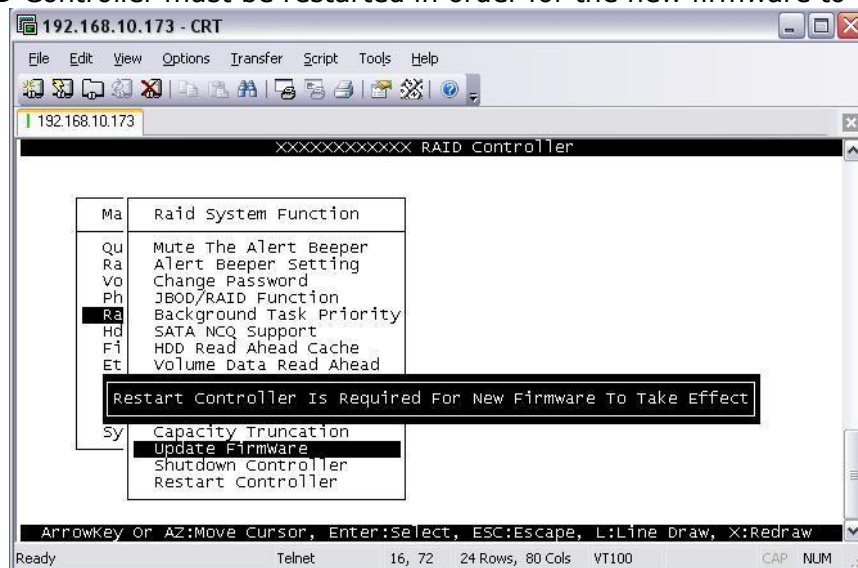 Controller must be restarted in order for the new firmware to
192.168.10.173 - CRT
File Edit View Options Transfer Script Tools Help
192.168.10.173
XXXXXXXXXXXX RAID Controller
Ma
Raid System Function
Qu
Mute The Alert Beeper
Ra
Alert Beeper Setting
Vo
Change Password
Ph
JBOD/RAID Function
Ra
Background Task Priority
Hd
SATA NCQ Support
Fi
HDD Read Ahead Cache
Et
Volume Data Read Ahead
Restart Controller Is Required For New Firmware To Take Effect
Sy
Capacity Truncation
Update Firmware
Shutdown Controller
Restart Controller
ArrowKey Or AZ:Move Cursor, Enter:Select, ESC:Escape, L:Line Draw, X:Redraw
Ready Telnet 16, 72 24 Rows, 80 Cols VT100 CAP NUM